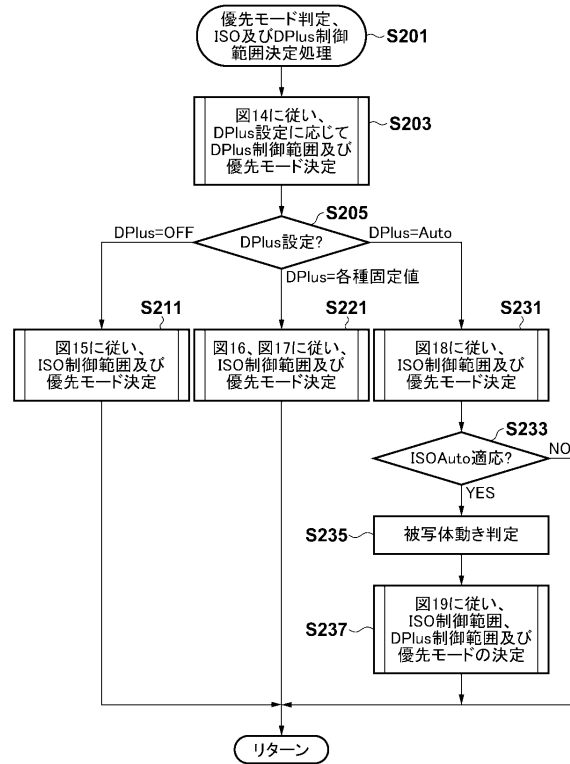 優先モード判定、
ISO及びDPlus制御
範囲決定処理
S201
図14に従い、
DPlus設定に応じて
DPlus制御範囲及び
優先モード決定
S203
S205
DPlus設定?
DPlus=OFF
DPlus=Auto
DPlus=各種固定値
S211
図15に従い、
ISO制御範囲及び
優先モード決定
S221
図16、図17に従い、
ISO制御範囲及び
優先モード決定
S231
図18に従い、
ISO制御範囲及び
優先モード決定
S233
ISOAuto適応?
NO
YES
S235
被写体動き判定
S237
図19に従い、
ISO制御範囲、
DPlus制御範囲及び
優先モードの決定
リターン